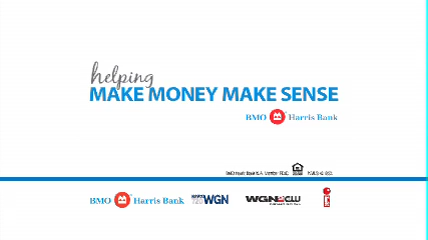 helping
MAKE MONEY MAKE SENSE
BMO Harris Bank
BMO Harris Bank
WGN
WGN CW